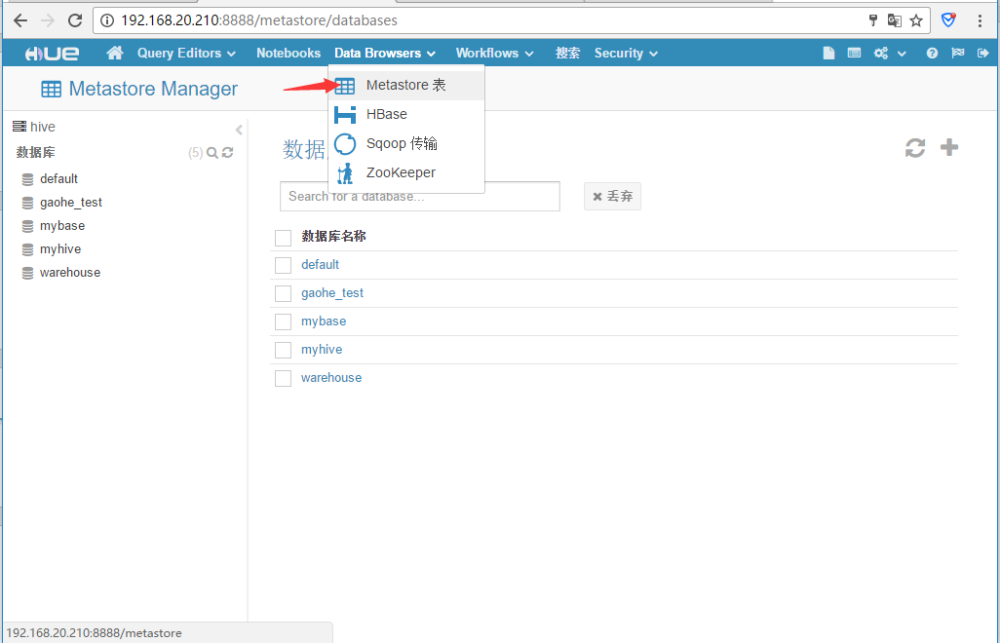 192.168.20.210:8888/metastore/databases
HUE Query Editors Notebooks Data Browsers Workflows 搜索 Security
Metastore Manager
Metastore 表
HBase
Sqoop 传输
ZooKeeper
hive
数据库 (5)
default
gaohe_test
mybase
myhive
warehouse
数据
Search for a database...
丢弃
数据库名称
default
gaohe_test
mybase
myhive
warehouse
192.168.20.210:8888/metastore